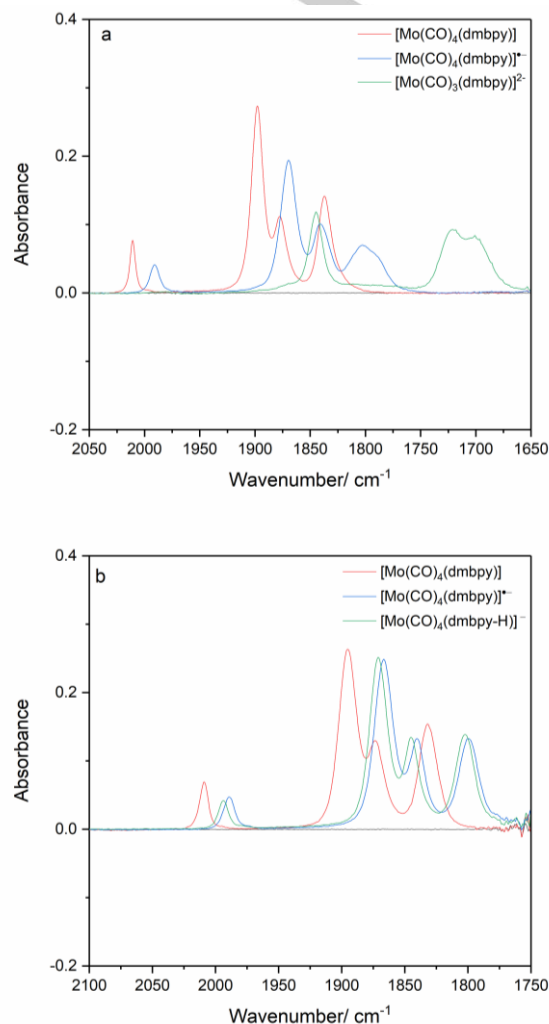 a
[Mo(CO)₄(dmbpy)]
[Mo(CO)₄(dmbpy)]•−
[Mo(CO)₃(dmbpy)]²⁻
0.4
0.2
0.0
-0.2
Absorbance
2050 2000 1950 1900 1850 1800 1750 1700 1650
Wavenumber/ cm⁻¹
b
[Mo(CO)₄(dmbpy)]
[Mo(CO)₄(dmbpy)]•−
[Mo(CO)₄(dmbpy-H)]⁻
0.4
0.2
0.0
-0.2
Absorbance
2100 2050 2000 1950 1900 1850 1800 1750
Wavenumber/ cm⁻¹